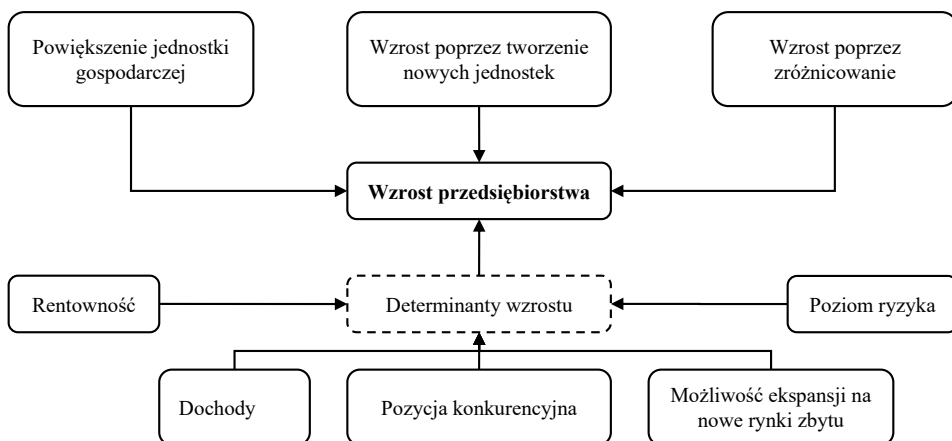 Powiększenie jednostki
gospodarczej
Wzrost poprzez tworzenie
nowych jednostek
Wzrost poprzez
zróżnicowanie
Wzrost przedsiębiorstwa
Rentowność
Determinanty wzrostu
Poziom ryzyka
Dochody
Pozycja konkurencyjna
Możliwość ekspansji na
nowe rynki zbytu